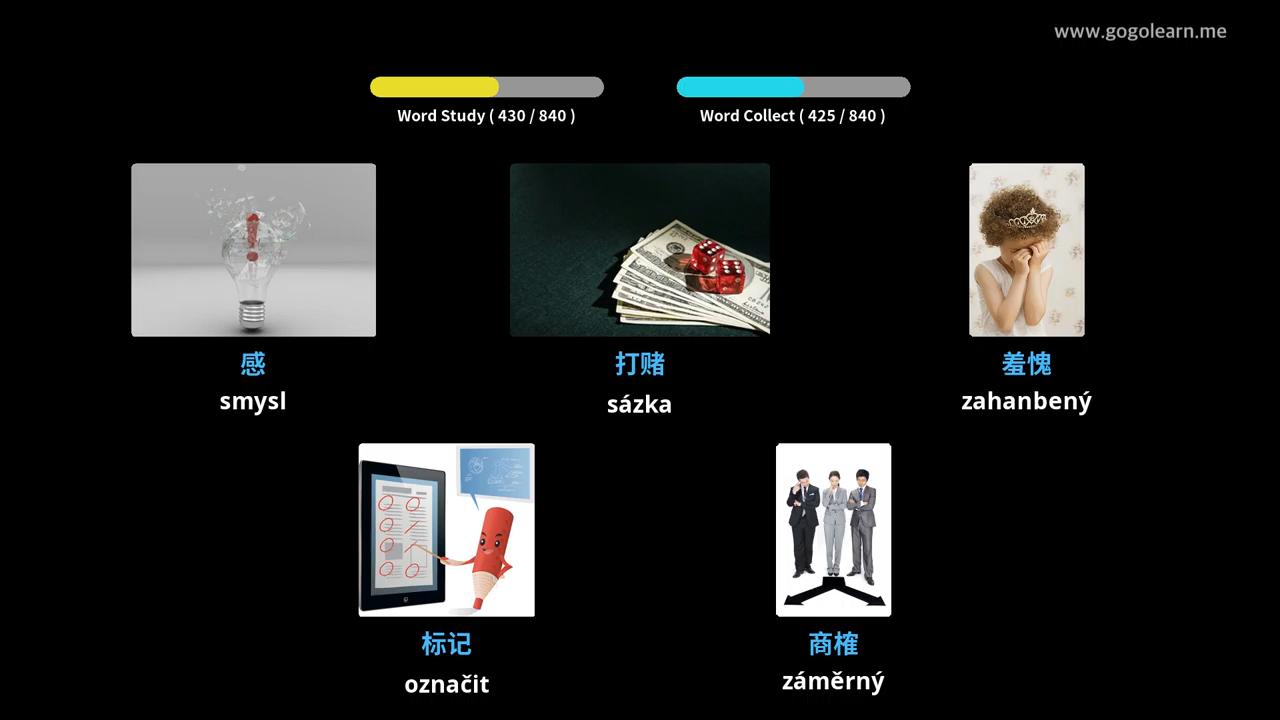 www.gogolearn.me
Word Study ( 430 / 840 )
Word Collect ( 425 / 840 )
感
smysl
打赌
sázka
羞愧
zahanbený
标记
označit
商榷
záměrný